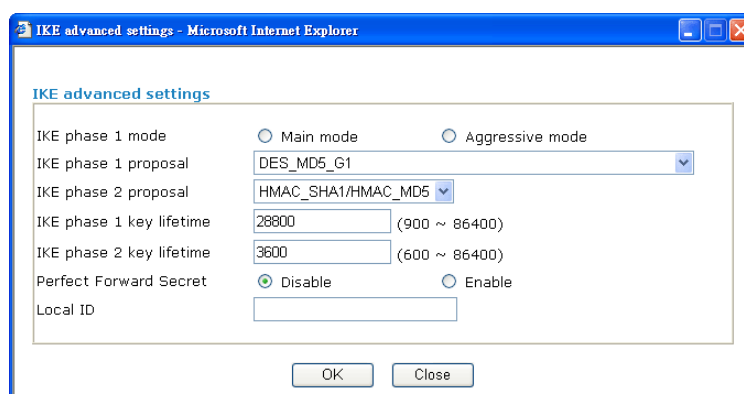 IKE advanced settings - Microsoft Internet Explorer
IKE advanced settings
IKE phase 1 mode Main mode Aggressive mode
IKE phase 1 proposal DES_MD5_G1
IKE phase 2 proposal HMAC_SHA1/HMAC_MD5
IKE phase 1 key lifetime 28800 (900 ~ 86400)
IKE phase 2 key lifetime 3600 (600 ~ 86400)
Perfect Forward Secret Disable Enable
Local ID
OK Close